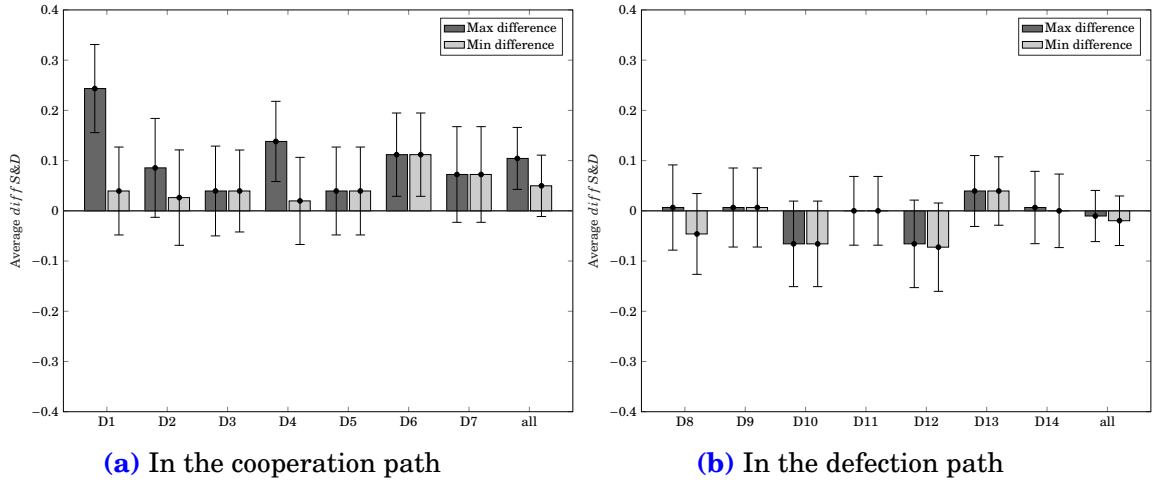 0.4
0.3
0.2
0.1
0
−0.1
−0.2
−0.3
−0.4
Average diff S&D
Max difference
Min difference
D1 D2 D3 D4 D5 D6 D7 all
(a) In the cooperation path
0.4
0.3
0.2
0.1
0
−0.1
−0.2
−0.3
−0.4
Average diff S&D
Max difference
Min difference
D8 D9 D10 D11 D12 D13 D14 all
(b) In the defection path